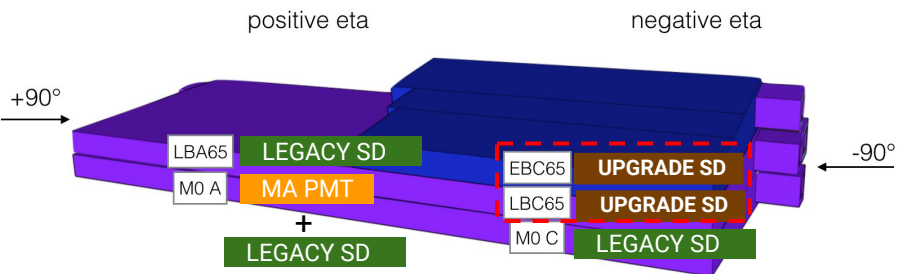 positive eta
negative eta
+90°
-90°
LBA65 LEGACY SD
M0 A MA PMT
+
LEGACY SD
EBC65 UPGRADE SD
LBC65 UPGRADE SD
M0 C LEGACY SD